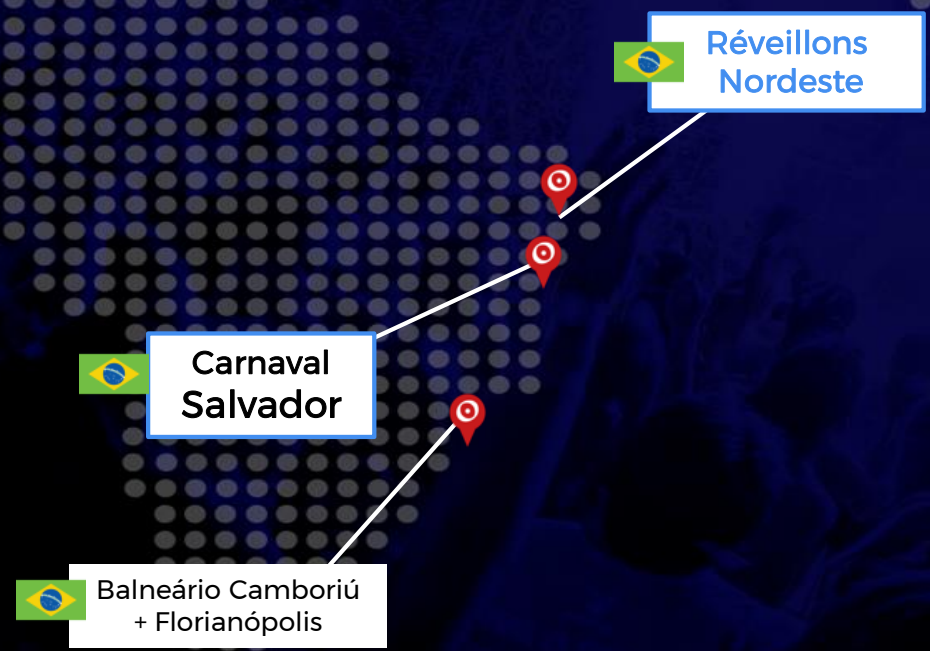 Réveillons
Nordeste
Carnaval
Salvador
Balneário Camboriú
+ Florianópolis